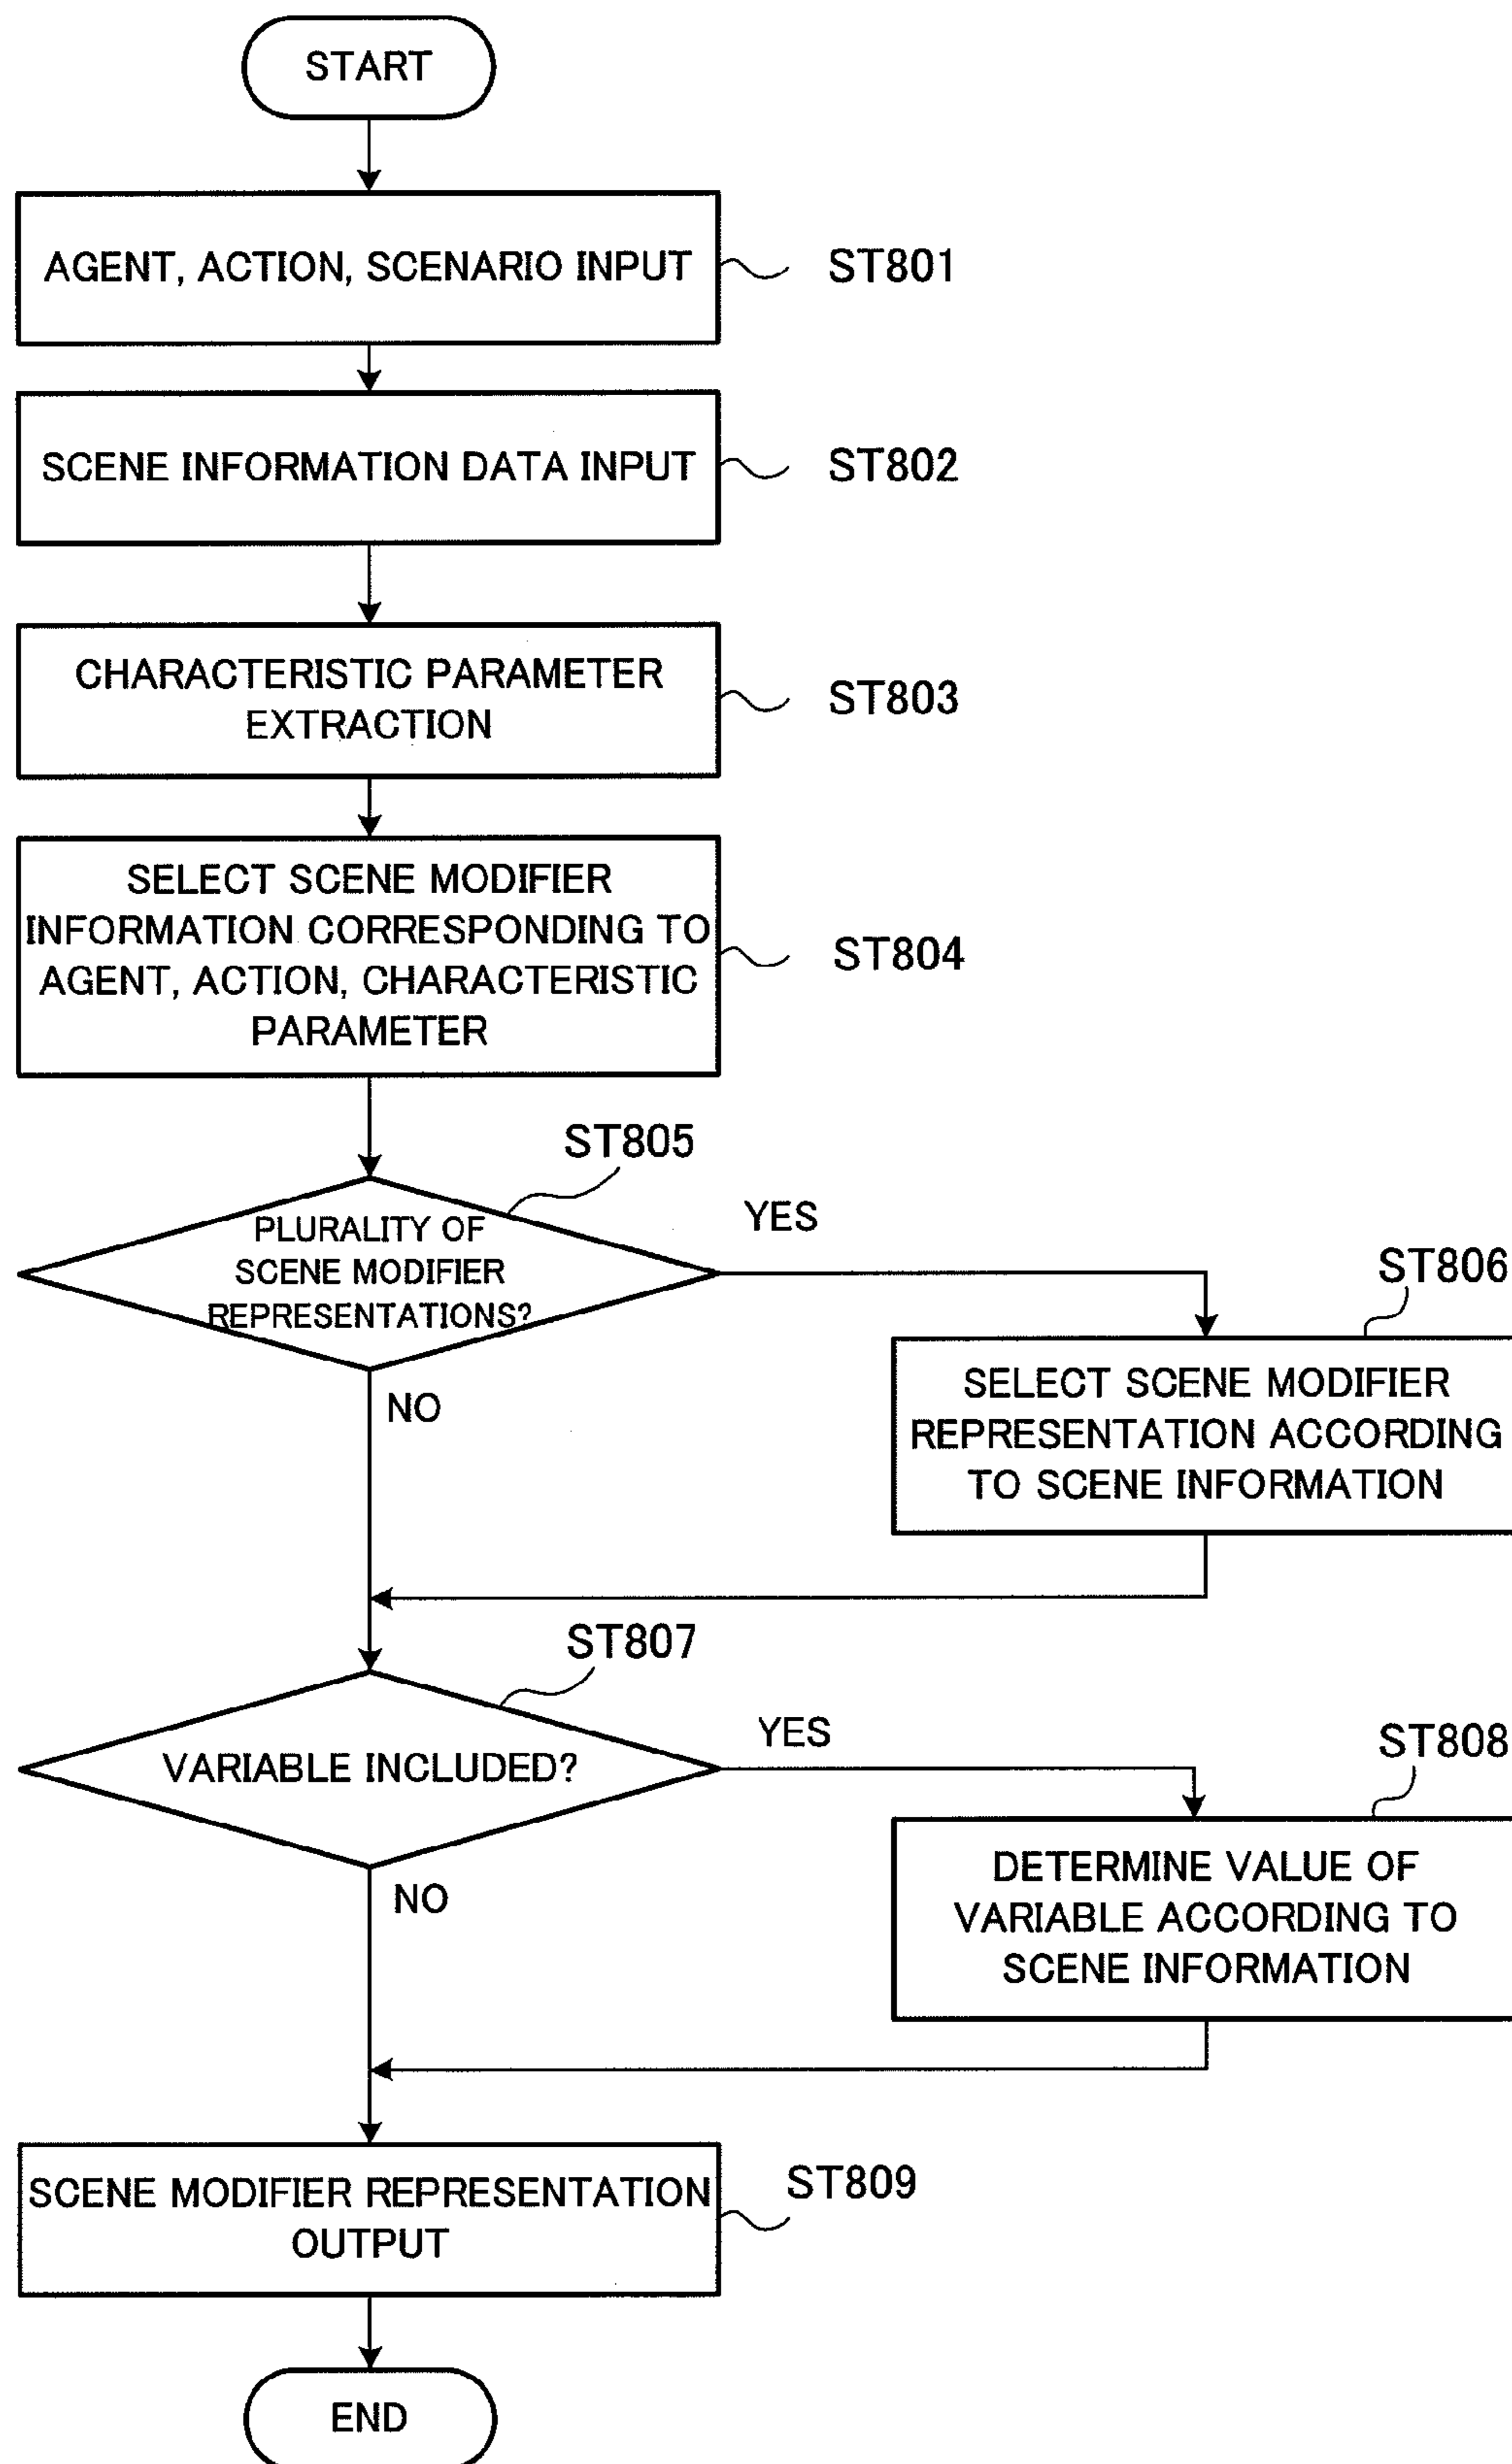 START
AGENT, ACTION, SCENARIO INPUT
ST801
SCENE INFORMATION DATA INPUT
ST802
CHARACTERISTIC PARAMETER
EXTRACTION
ST803
SELECT SCENE MODIFIER
INFORMATION CORRESPONDING TO
AGENT, ACTION, CHARACTERISTIC
PARAMETER
ST804
ST805
PLURALITY OF
SCENE MODIFIER
REPRESENTATIONS?
YES
NO
ST806
SELECT SCENE MODIFIER
REPRESENTATION ACCORDING
TO SCENE INFORMATION
ST807
VARIABLE INCLUDED?
YES
NO
ST808
DETERMINE VALUE OF
VARIABLE ACCORDING TO
SCENE INFORMATION
SCENE MODIFIER REPRESENTATION
OUTPUT
ST809
END